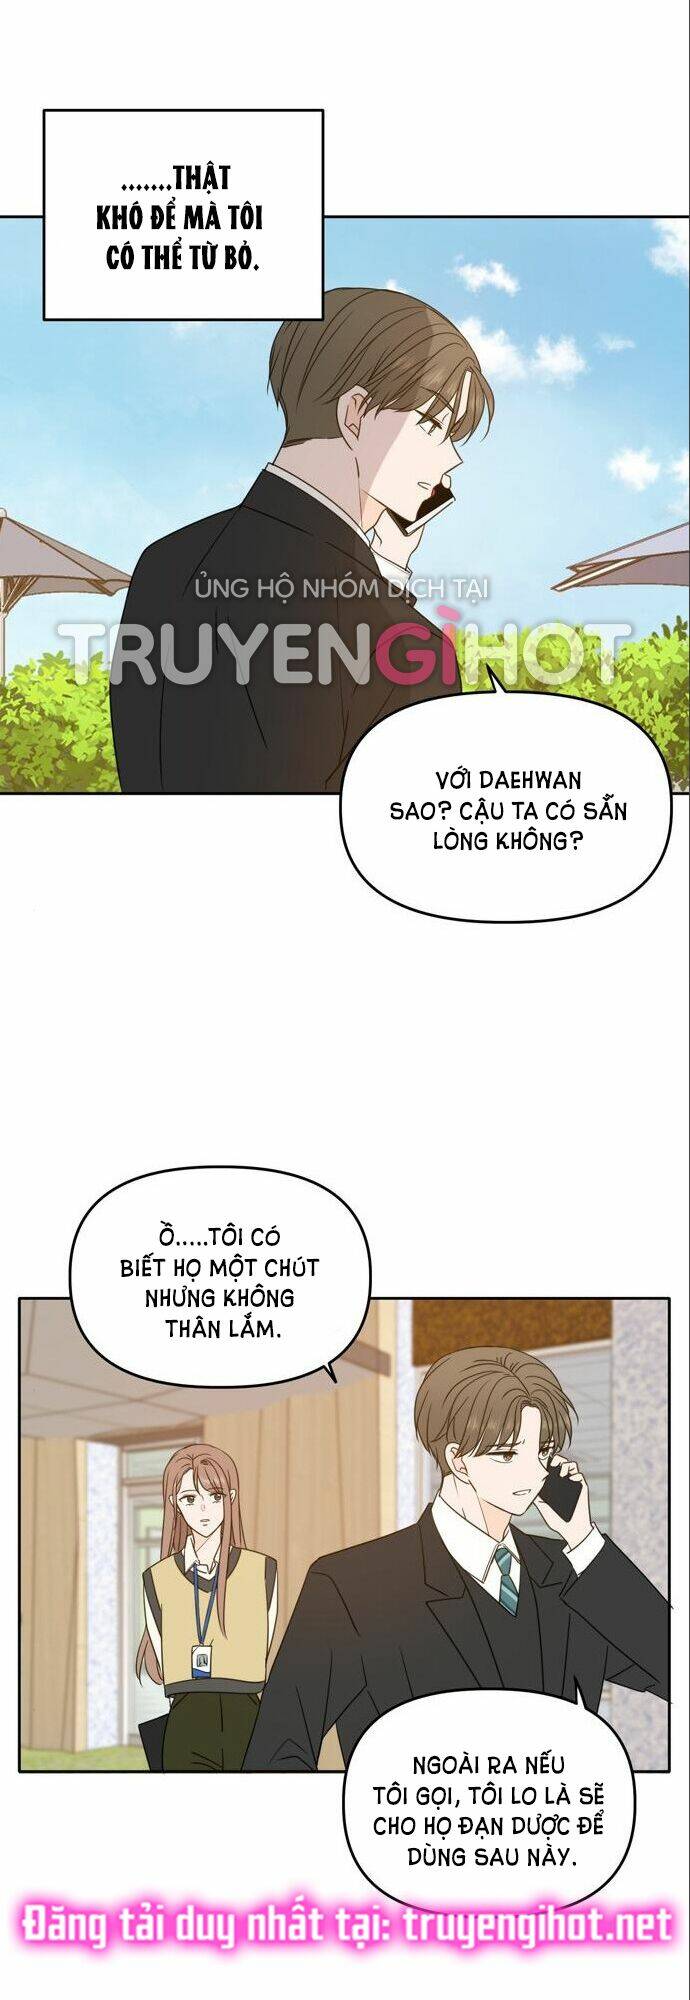 .......THẬT
KHÓ ĐỂ MÀ TÔI
CÓ THỂ TỪ BỎ.
ỦNG HỘ NHÓM DỊCH TẠI
TRUYENGIHOT
VỚI DAEHWAN
SAO? CẬU TA CÓ SẴN
LÒNG KHÔNG?
Ồ.....TÔI CÓ
BIẾT HỌ MỘT CHÚT
NHƯNG KHÔNG
THÂN LẮM.
NGOÀI RA NẾU
TÔI GỌI, TÔI LO LÀ SẼ
CHO HỌ ĐẠN DƯỢC ĐỂ
DÙNG SAU NÀY.
Đăng tải duy nhất tại: truyengihot.net